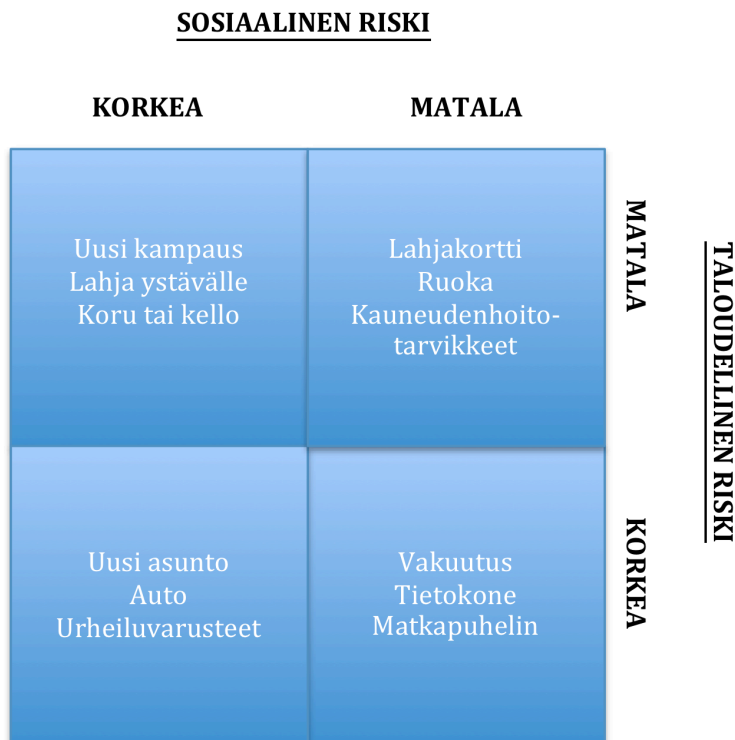 SOSIAALINEN RISKI
KORKEA
MATALA
Uusi kampaus
Lahja ystävälle
Koru tai kello
Lahjakortti
Ruoka
Kauneudenhoito-
tarvikkeet
MATALA
TALOUDELLINEN RISKI
Uusi asunto
Auto
Urheiluvarusteet
Vakuutus
Tietokone
Matkapuhelin
KORKEA